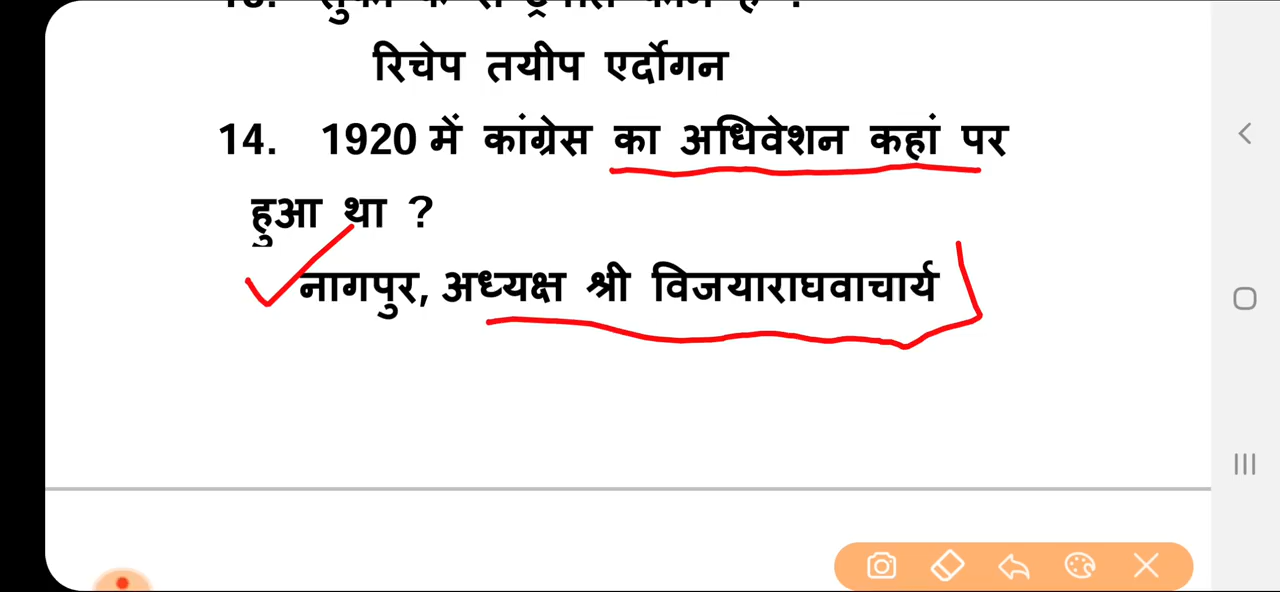 रिचेप तयीप एर्दोगन
14. 1920 में कांग्रेस का अधिवेशन कहां पर
हुआ था ?
नागपुर, अध्यक्ष श्री विजयाराघवाचार्य